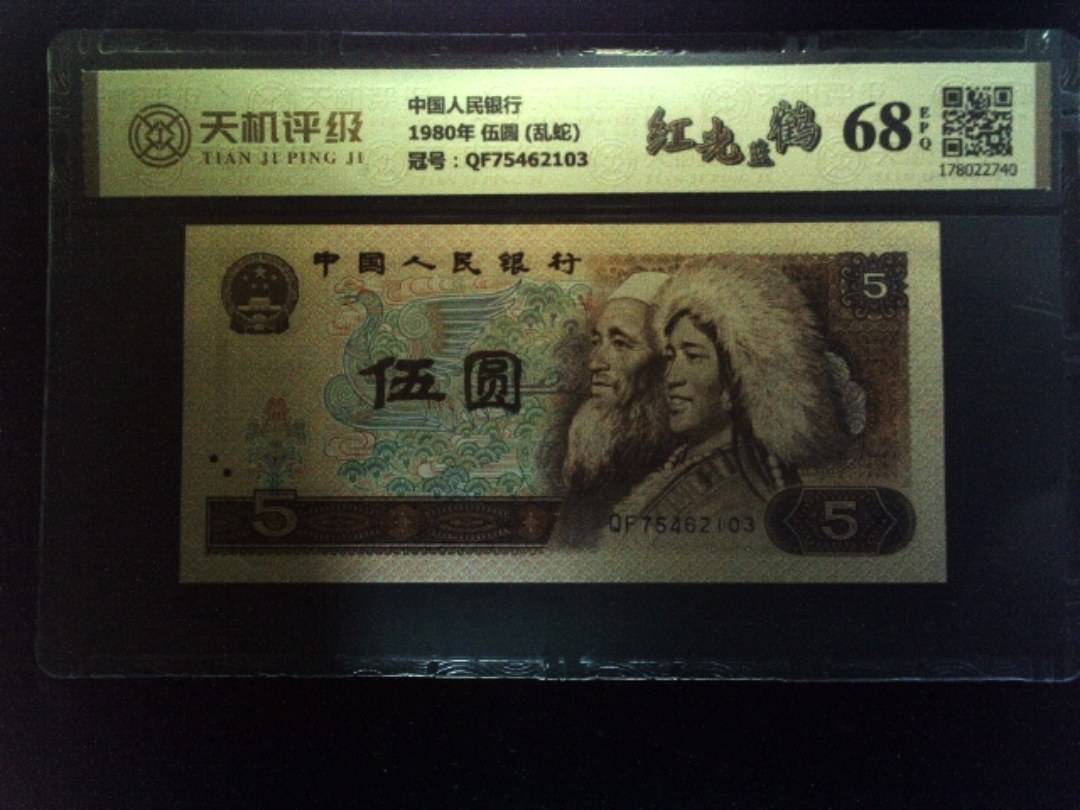 天机评级
TIAN JI PING JI
中国人民银行
1980年 伍圆 (乱蛇)
冠号：QF75462103
红光蓝鹤
68
EPQ
178022740
中国人民银行
5
伍圆
5
QF75462103
5